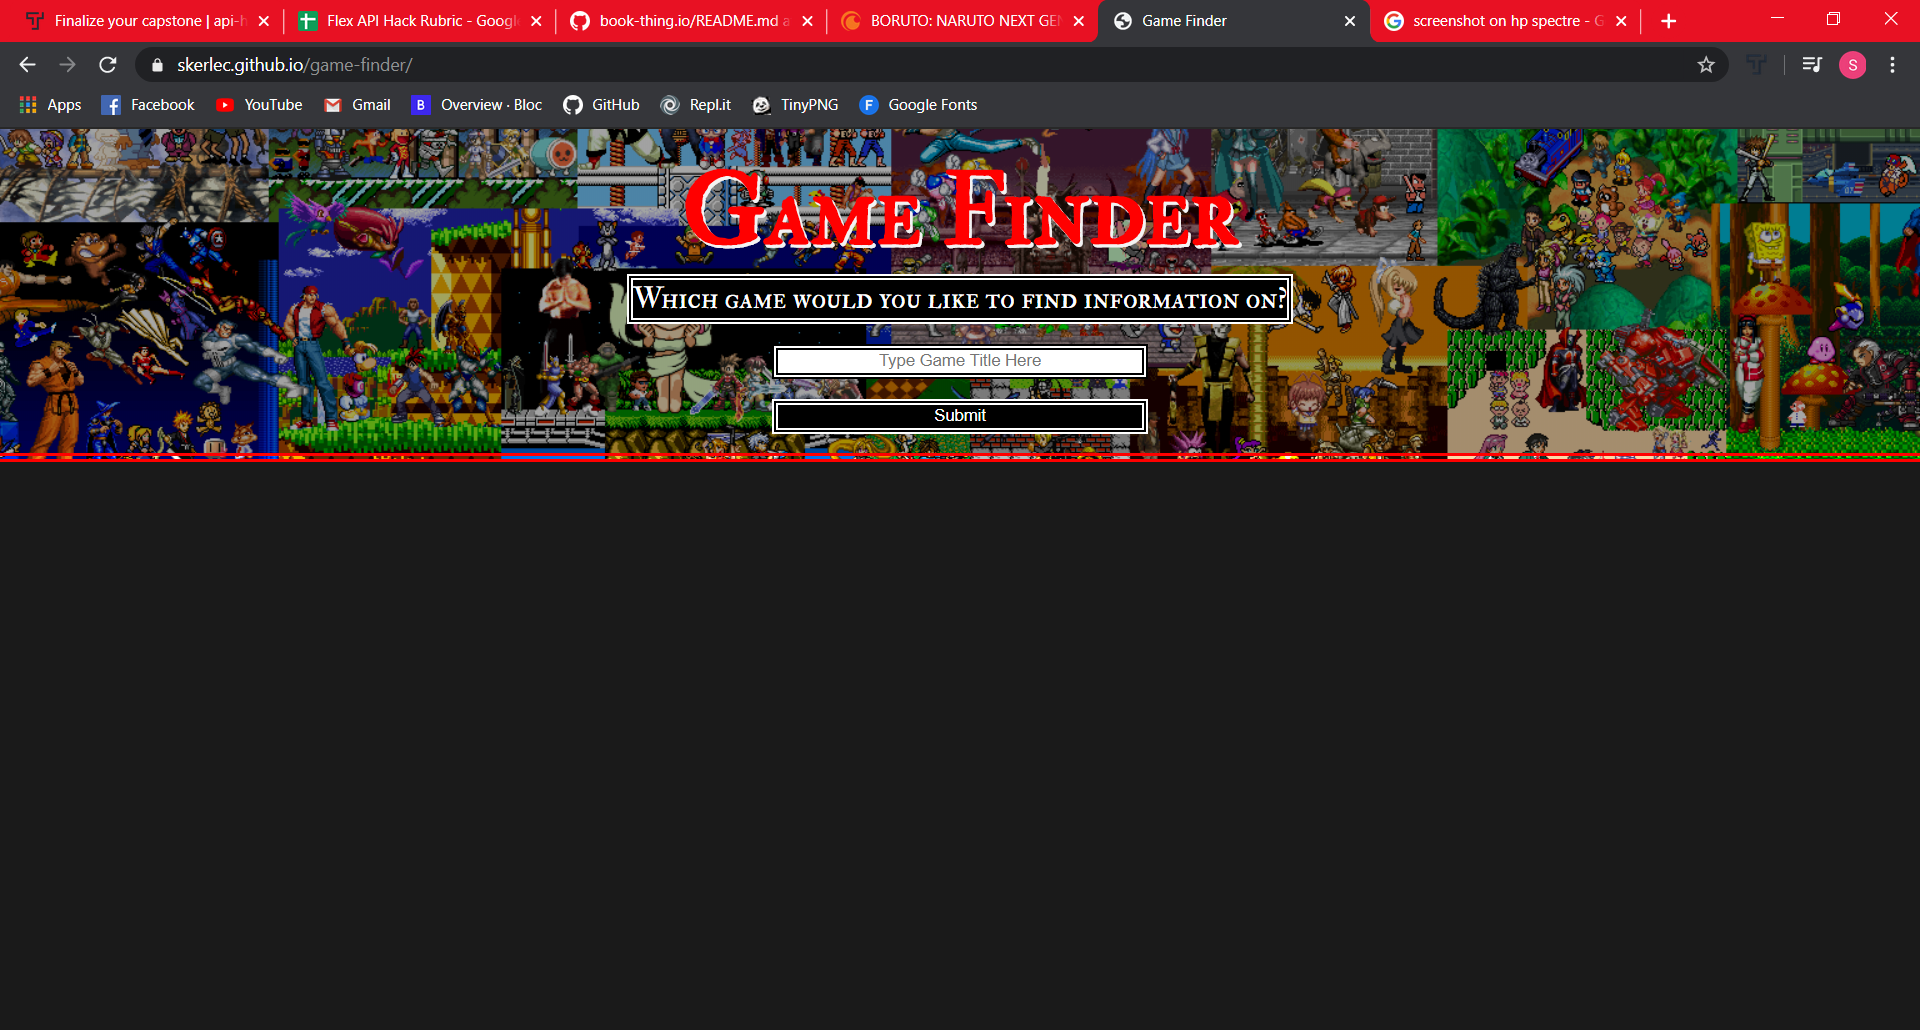 Finalize your capstone | api-h
Flex API Hack Rubric - Google
book-thing.io/README.md a
BORUTO: NARUTO NEXT GEN
Game Finder
screenshot on hp spectre - G
skerlec.github.io/game-finder/
S
Apps
Facebook
YouTube
Gmail
B Overview · Bloc
GitHub
Repl.it
TinyPNG
F Google Fonts
Game Finder
Which game would you like to find information on?
Type Game Title Here
Submit